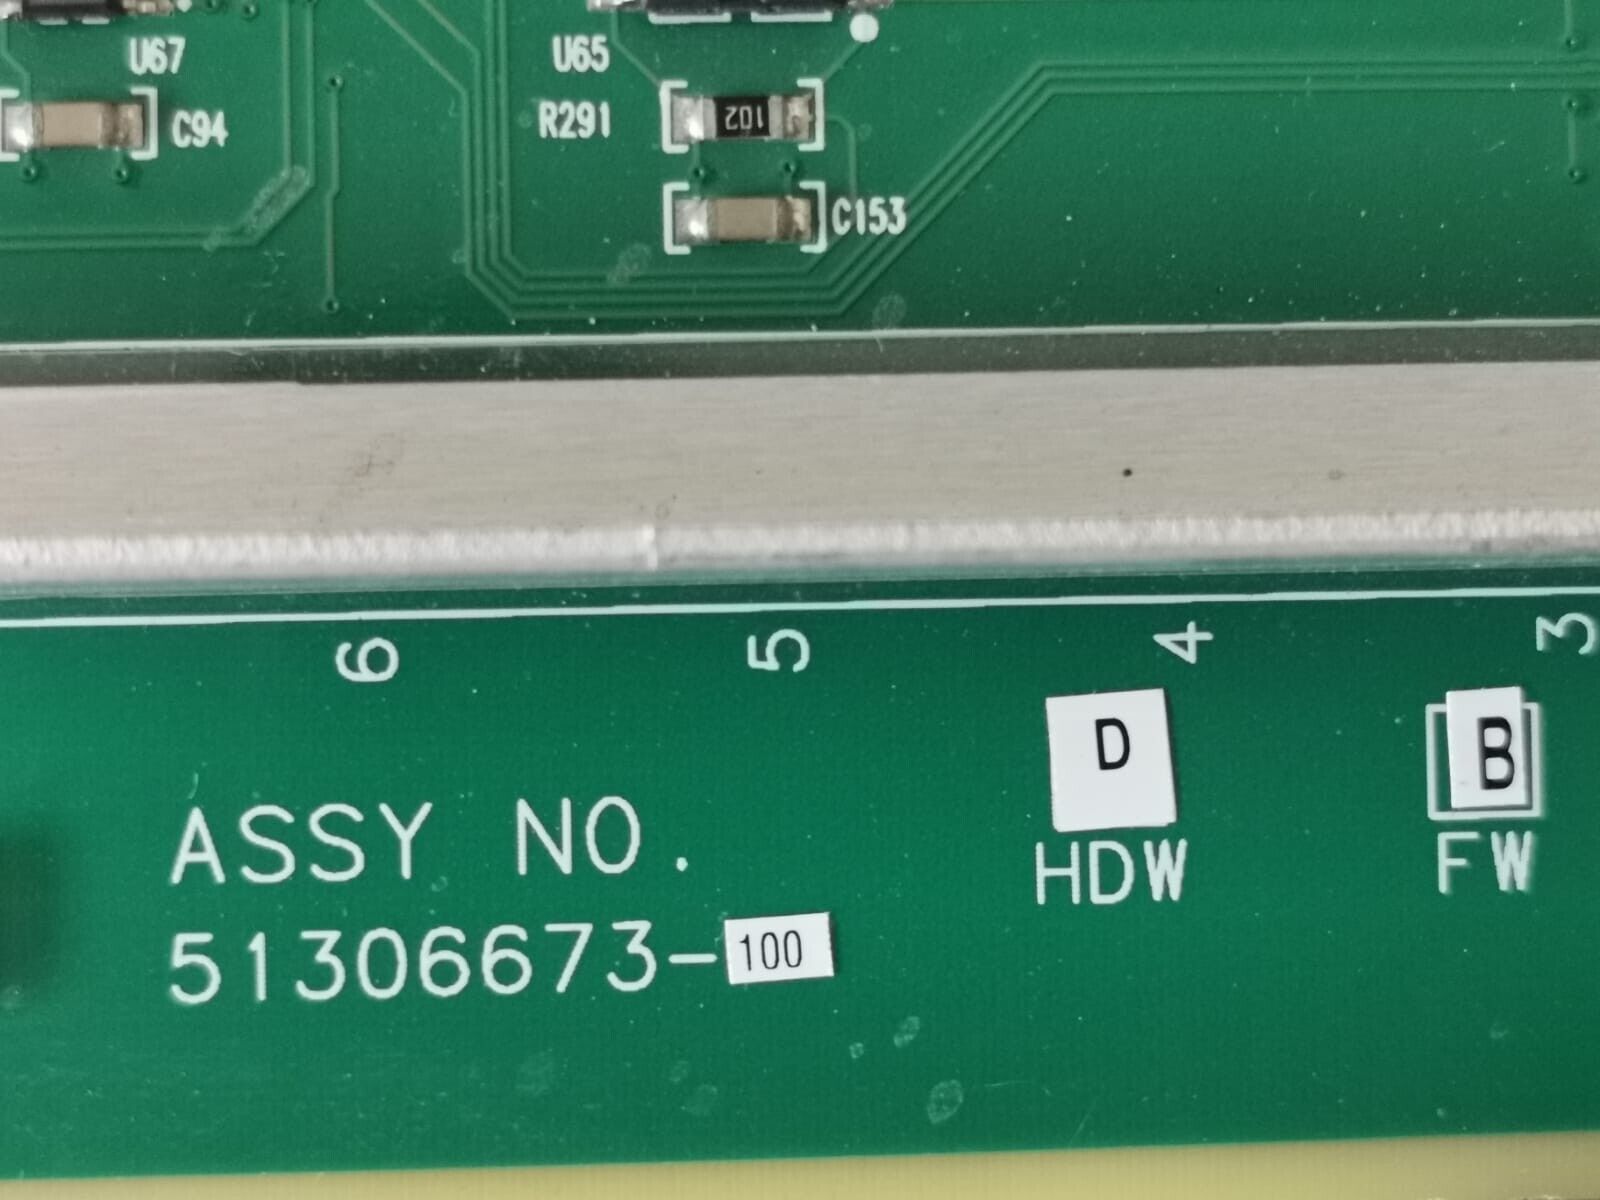 U67
U65
C94
R291
102
C153
6
5
4
3
D
B
HDW
FW
ASSY NO.
51306673-100